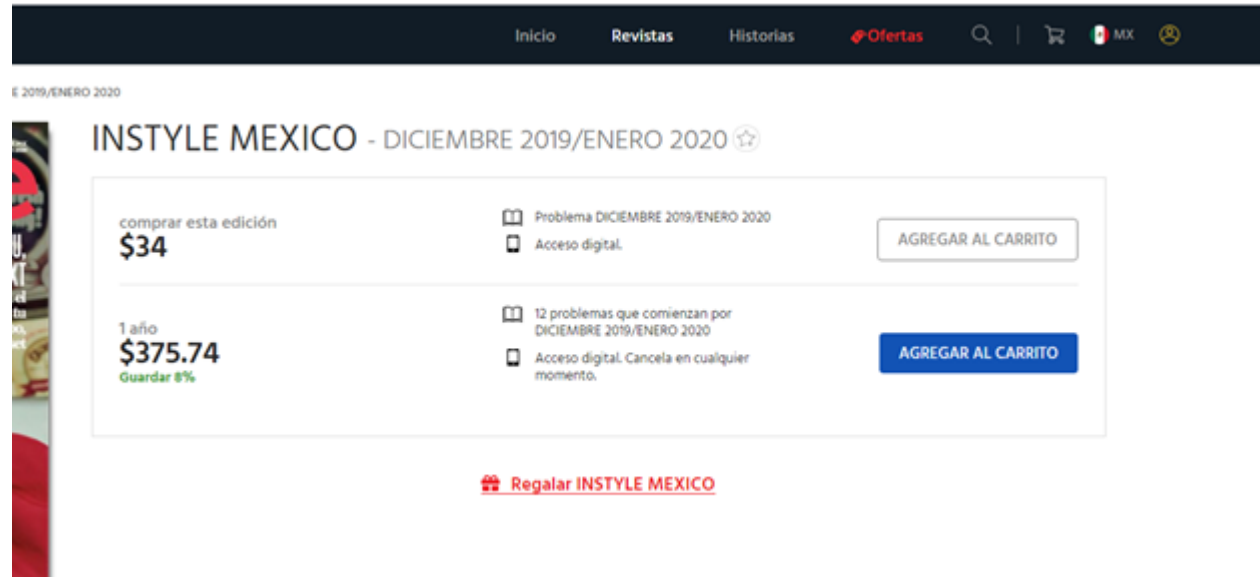 Inicio Revistas Historias Ofertas MX
E 2019/ENERO 2020
INSTYLE MEXICO - DICIEMBRE 2019/ENERO 2020
comprar esta edición
$34
Problema DICIEMBRE 2019/ENERO 2020
Acceso digital.
AGREGAR AL CARRITO
1 año
$375.74
Guardar 8%
12 problemas que comienzan por
DICIEMBRE 2019/ENERO 2020
Acceso digital. Cancela en cualquier
momento.
AGREGAR AL CARRITO
Regalar INSTYLE MEXICO